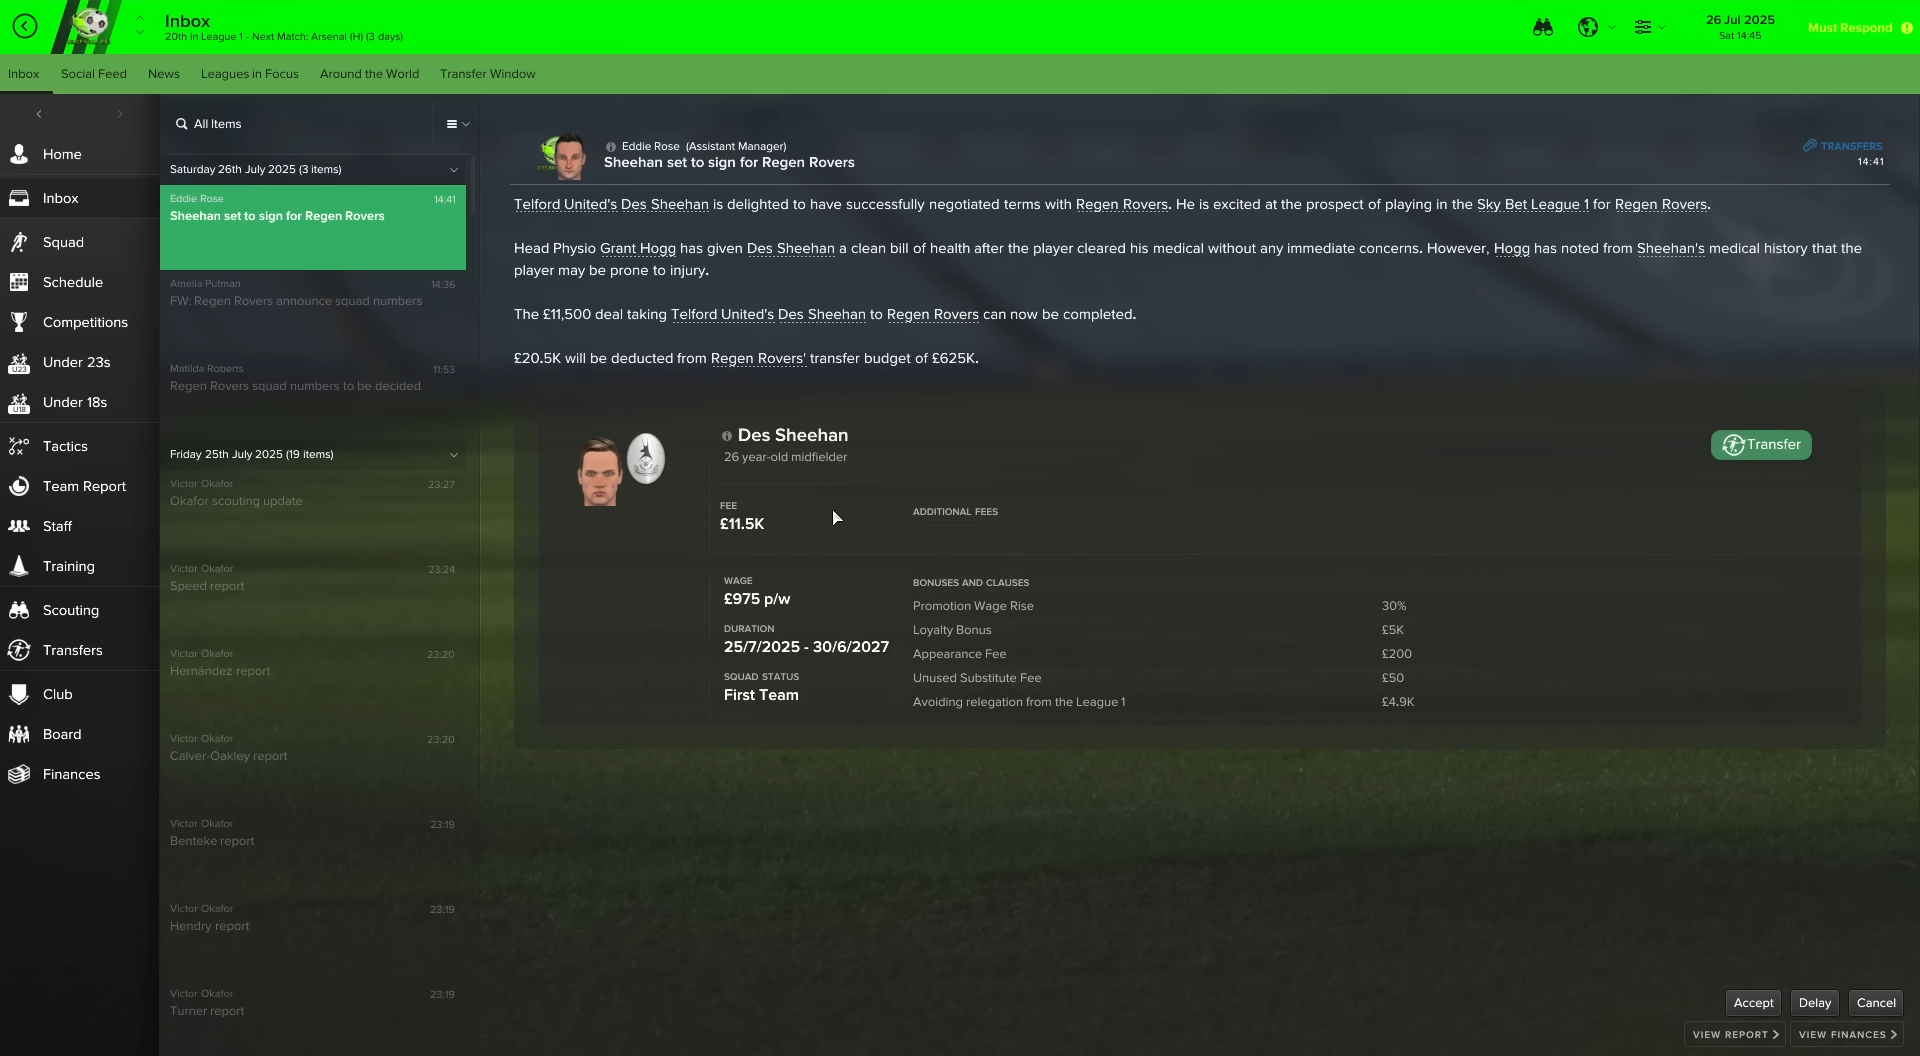 Inbox
20th in League 1 - Next Match: Arsenal (H) (3 days)
26 Jul 2025
Sat 14:45
Must Respond
Inbox
Social Feed
News
Leagues in Focus
Around the World
Transfer Window
Home
Inbox
Squad
Schedule
Competitions
U23
Under 23s
U18
Under 18s
Tactics
Team Report
Staff
Training
Scouting
Transfers
Club
Board
Finances
All Items
Saturday 26th July 2025 (3 items)
Eddie Rose 14:41
Sheehan set to sign for Regen Rovers
Amelia Putman 14:36
FW: Regen Rovers announce squad numbers
Matilda Roberts 11:53
Regen Rovers squad numbers to be decided
Friday 25th July 2025 (19 items)
Victor Okafor 23:27
Okafor scouting update
Victor Okafor 23:24
Speed report
Victor Okafor 23:20
Hernández report
Victor Okafor 23:20
Calver-Oakley report
Victor Okafor 23:19
Benteke report
Victor Okafor 23:19
Hendry report
Victor Okafor 23:19
Turner report
Eddie Rose (Assistant Manager)
Sheehan set to sign for Regen Rovers
TRANSFERS
14:41
Telford United's Des Sheehan is delighted to have successfully negotiated terms with Regen Rovers. He is excited at the prospect of playing in the Sky Bet League 1 for Regen Rovers.
Head Physio Grant Hogg has given Des Sheehan a clean bill of health after the player cleared his medical without any immediate concerns. However, Hogg has noted from Sheehan's medical history that the
player may be prone to injury.
The £11,500 deal taking Telford United's Des Sheehan to Regen Rovers can now be completed.
£20.5K will be deducted from Regen Rovers' transfer budget of £625K.
Des Sheehan
26 year-old midfielder
Transfer
FEE
£11.5K
ADDITIONAL FEES
WAGE
£975 p/w
DURATION
25/7/2025 - 30/6/2027
SQUAD STATUS
First Team
BONUSES AND CLAUSES
Promotion Wage Rise 30%
Loyalty Bonus £5K
Appearance Fee £200
Unused Substitute Fee £50
Avoiding relegation from the League 1 £4.9K
Accept
Delay
Cancel
VIEW REPORT
VIEW FINANCES